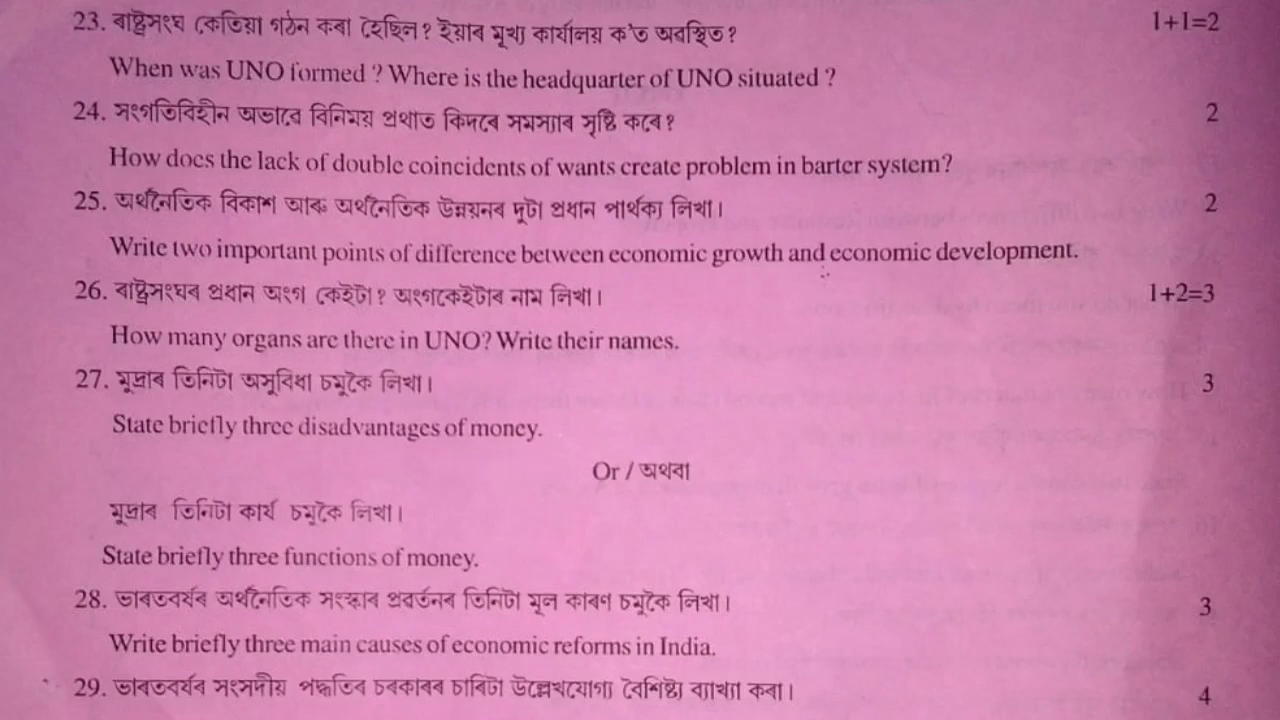 23. ৰাষ্ট্ৰসংঘ কেতিয়া গঠন কৰা হৈছিল? ইয়াৰ মূখ্য কাৰ্যালয় ক'ত অৱস্থিত? 1+1=2
When was UNO formed ? Where is the headquarter of UNO situated ?
24. সংগতিবিহীন অভাৱে বিনিময় প্ৰথাত কিদৰে সমস্যাৰ সৃষ্টি কৰে? 2
How does the lack of double coincidents of wants create problem in barter system?
25. অৰ্থনৈতিক বিকাশ আৰু অৰ্থনৈতিক উন্নয়নৰ দুটা প্ৰধান পাৰ্থক্য লিখা। 2
Write two important points of difference between economic growth and economic development.
26. ৰাষ্ট্ৰসংঘৰ প্ৰধান অংগ কেইটা? অংগকেইটাৰ নাম লিখা। 1+2=3
How many organs are there in UNO? Write their names.
27. মুদ্ৰাৰ তিনিটা অসুবিধা চমূকৈ লিখা। 3
State briefly three disadvantages of money.
Or / অথবা
মুদ্ৰাৰ তিনিটা কাৰ্য চমূকৈ লিখা।
State briefly three functions of money.
28. ভাৰতবৰ্ষৰ অৰ্থনৈতিক সংস্কাৰ প্ৰবৰ্তনৰ তিনিটা মূল কাৰণ চমূকৈ লিখা। 3
Write briefly three main causes of economic reforms in India.
29. ভাৰতবৰ্ষৰ সংসদীয় পদ্ধতিৰ চৰকাৰৰ চাৰিটা উল্লেখযোগ্য বৈশিষ্ট্য ব্যাখ্যা কৰা। 4